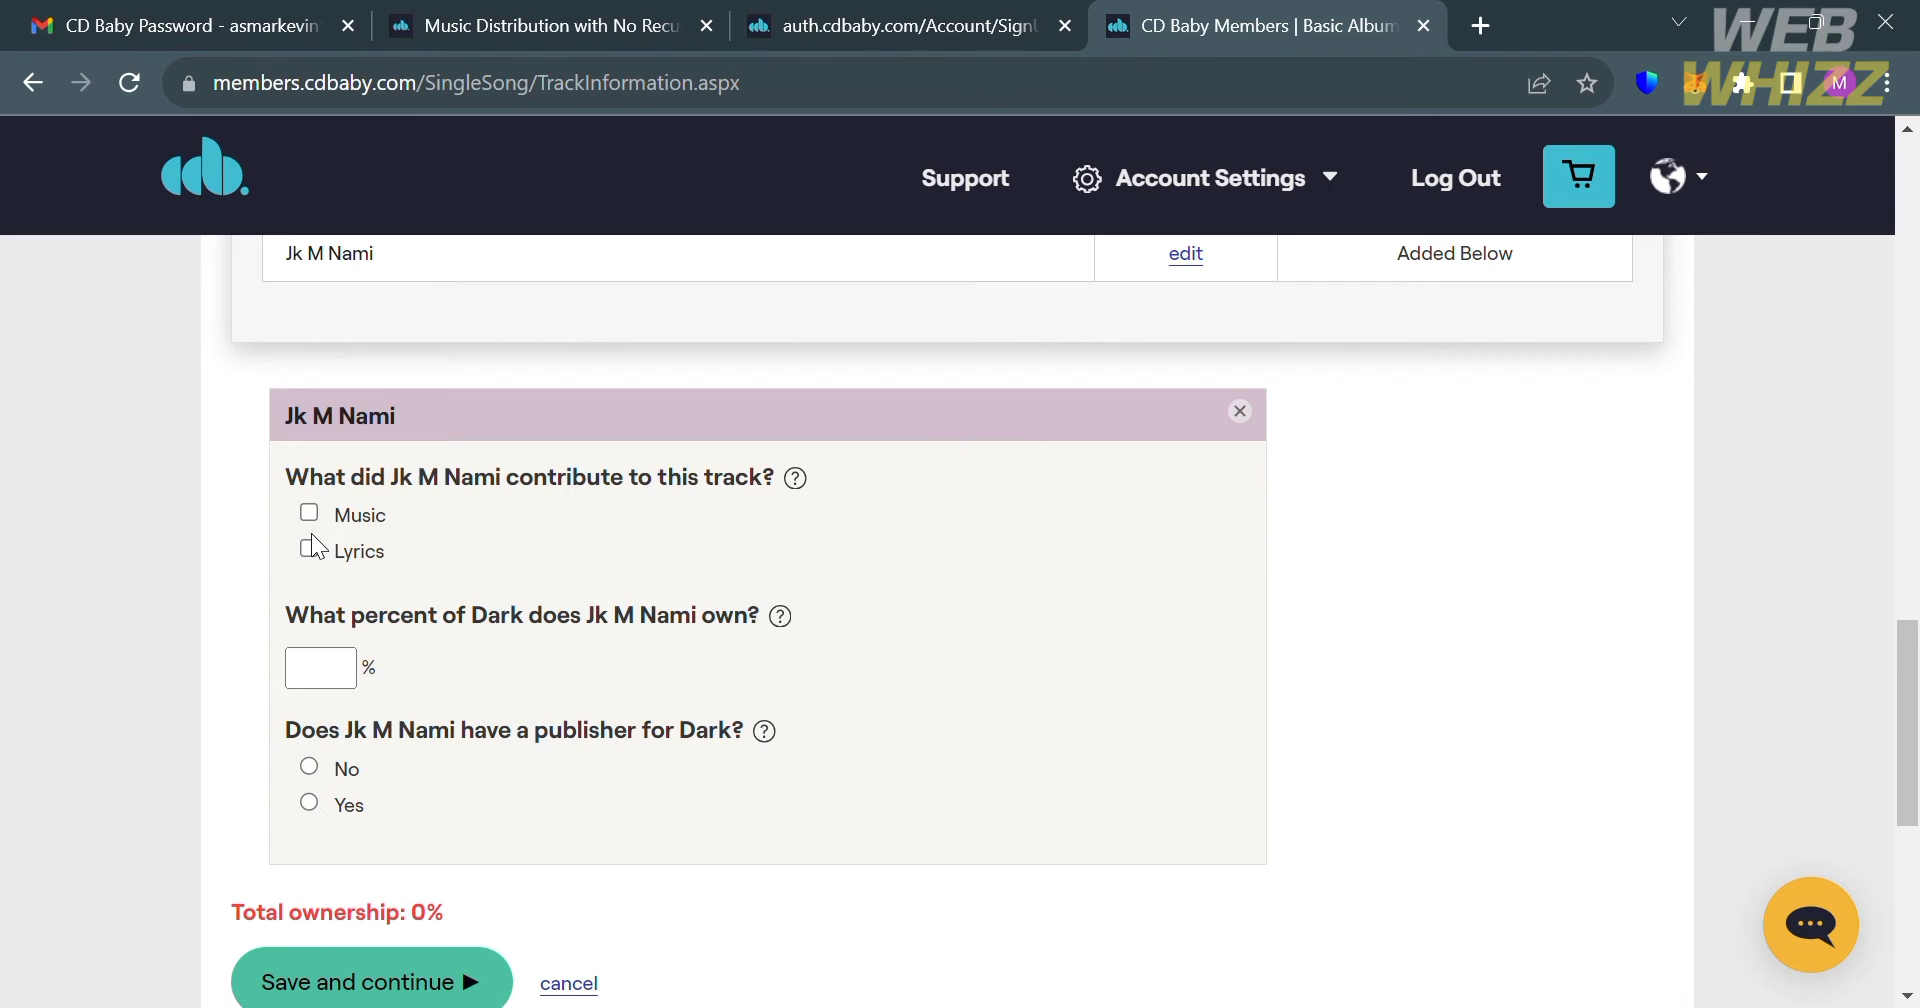 CD Baby Password - asmarkevin
Music Distribution with No Recu
auth.cdbaby.com/Account/Sign
CD Baby Members | Basic Album
WEB
WHIZZ
members.cdbaby.com/SingleSong/TrackInformation.aspx
M
cdb.
Support
Account Settings
Log Out
Jk M Nami
edit
Added Below
Jk M Nami
What did Jk M Nami contribute to this track? ?
Music
Lyrics
What percent of Dark does Jk M Nami own? ?
%
Does Jk M Nami have a publisher for Dark? ?
No
Yes
Total ownership: 0%
Save and continue ►
cancel